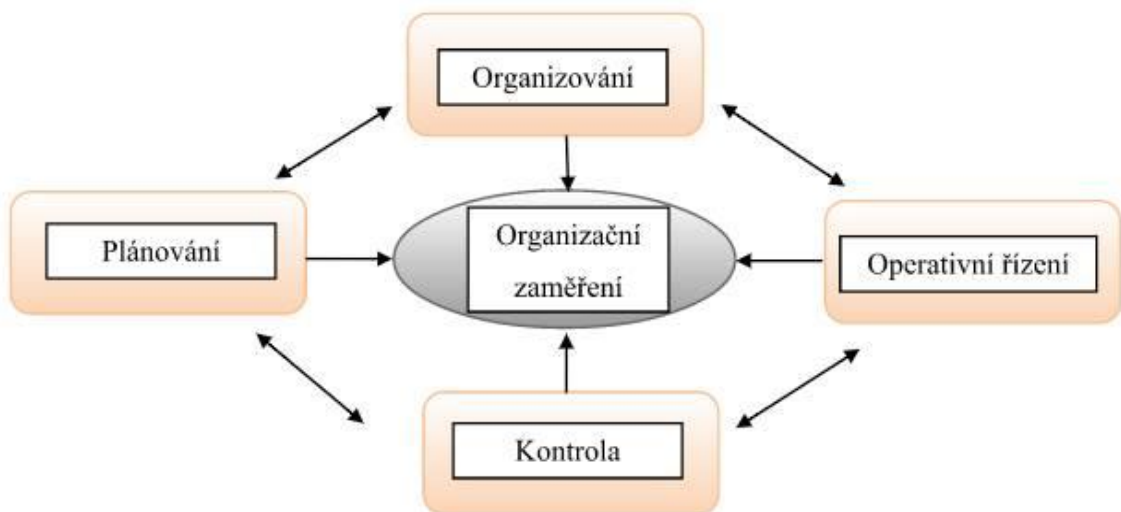 Organizování
Plánování
Organizační
zaměření
Operativní řízení
Kontrola